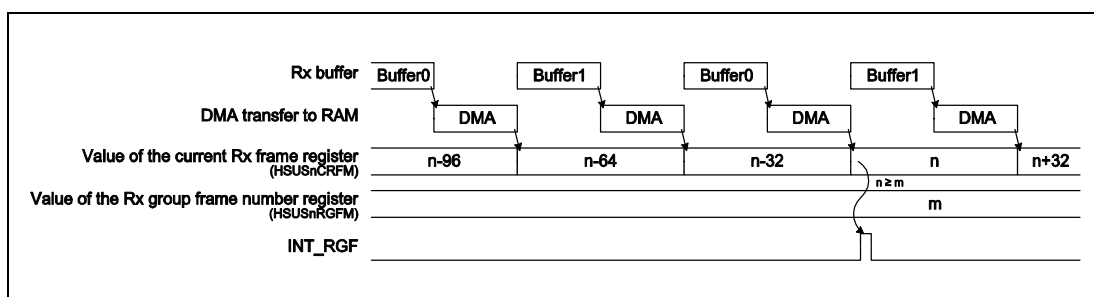 Rx buffer Buffer0 Buffer1 Buffer0 Buffer1
DMA transfer to RAM DMA DMA DMA DMA
Value of the current Rx frame register n-96 n-64 n-32 n n+32
(HSUSnCRFM)
n ≥ m
Value of the Rx group frame number register m
(HSUSnRGFM)
INT_RGF